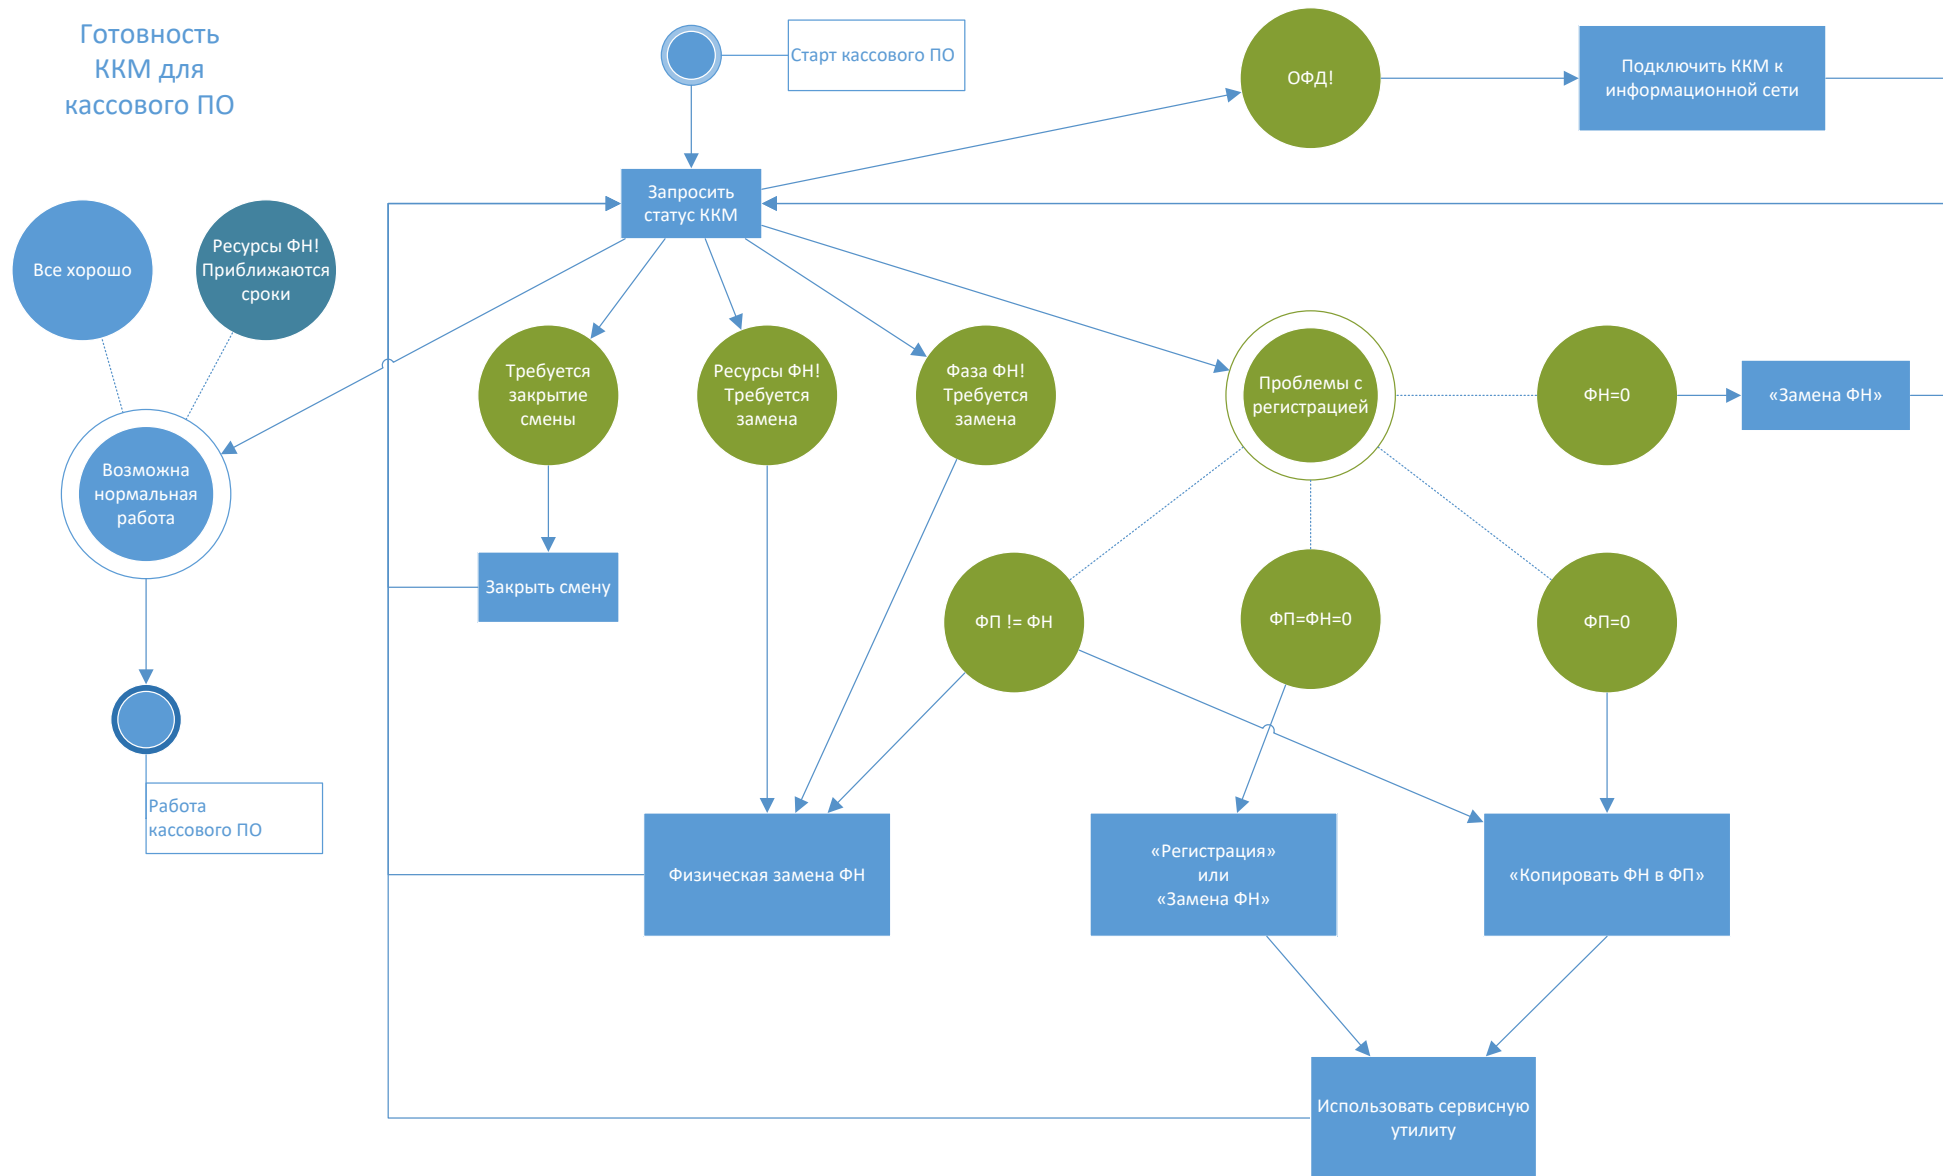 Готовность
ККМ для
кассового ПО
Старт кассового ПО
ОФД!
Подключить ККМ к
информационной сети
Запросить
статус ККМ
Все хорошо
Ресурсы ФН!
Приближаются
сроки
Требуется
закрытие
смены
Ресурсы ФН!
Требуется
замена
Фаза ФН!
Требуется
замена
Проблемы с
регистрацией
ФН=0
«Замена ФН»
Возможна
нормальная
работа
Закрыть смену
ФП != ФН
ФП=ФН=0
ФП=0
Работа
кассового ПО
Физическая замена ФН
«Регистрация»
или
«Замена ФН»
«Копировать ФН в ФП»
Использовать сервисную
утилиту